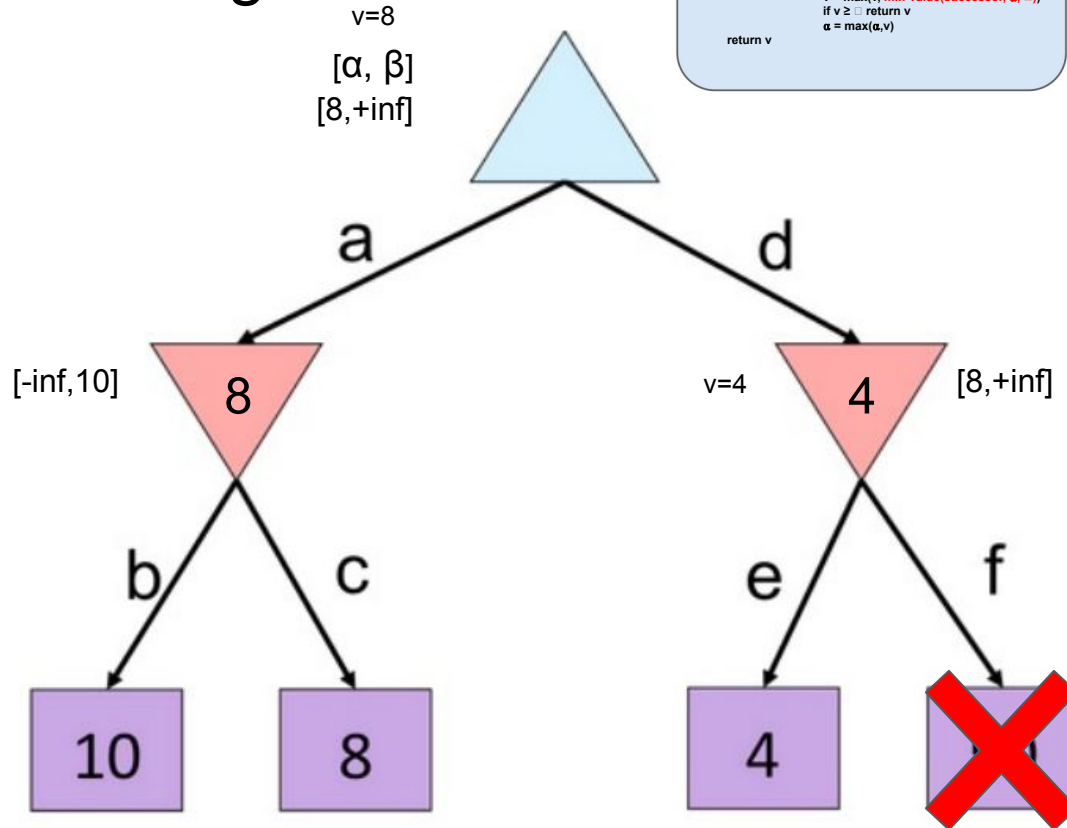 v=8
if v ≥ □ return v
α = max(α,v)
return v
[α, β]
[8,+inf]
a
d
[-inf,10]
8
v=4
4
[8,+inf]
b
c
e
f
10
8
4